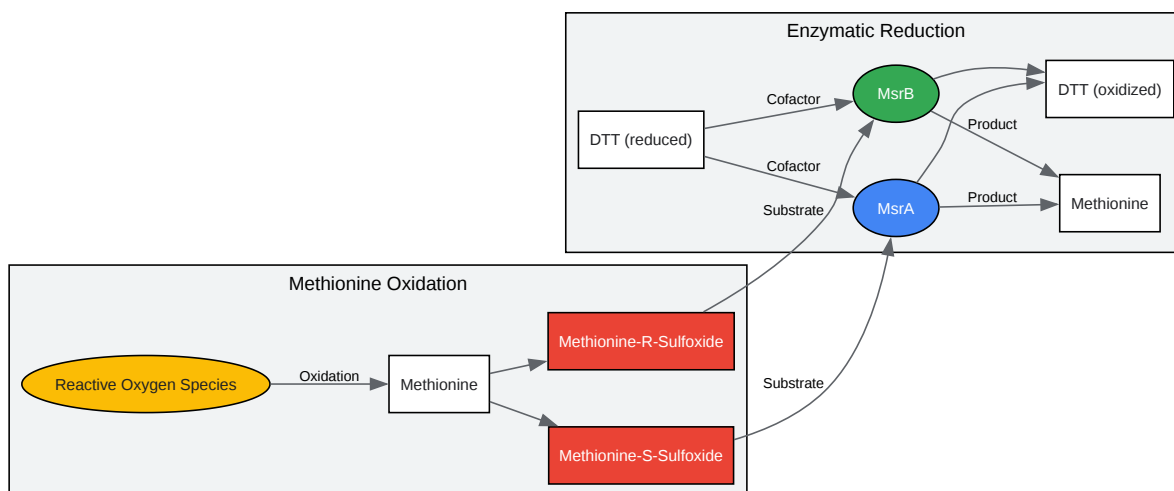 Enzymatic Reduction
MsrB
DTT (oxidized)
Cofactor
DTT (reduced)
Product
Cofactor
MsrA
Product
Methionine
Substrate
Methionine Oxidation
Methionine-R-Sulfoxide
Reactive Oxygen Species
Oxidation
Methionine
Substrate
Methionine-S-Sulfoxide